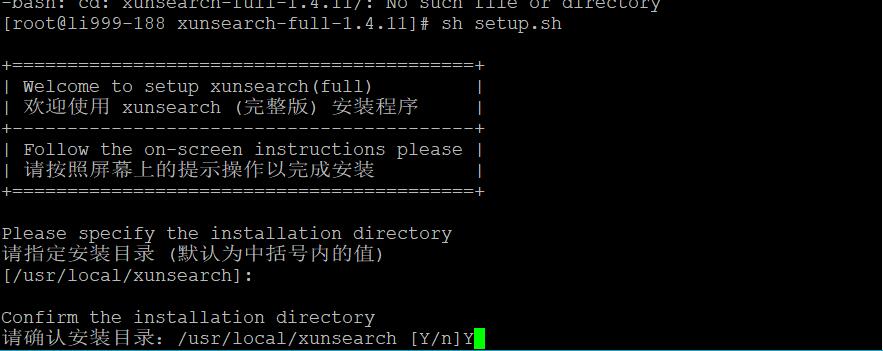 -bash: cd: xunsearch-full-1.4.11/: No such file or directory
[root@li999-188 xunsearch-full-1.4.11]# sh setup.sh
+==========================================+
| Welcome to setup xunsearch(full)         |
| 欢迎使用 xunsearch (完整版) 安装程序     |
+------------------------------------------+
| Follow the on-screen instructions please |
| 请按照屏幕上的提示操作以完成安装         |
+==========================================+
Please specify the installation directory
请指定安装目录 (默认为中括号内的值)
[/usr/local/xunsearch]:
Confirm the installation directory
请确认安装目录: /usr/local/xunsearch [Y/n]Y